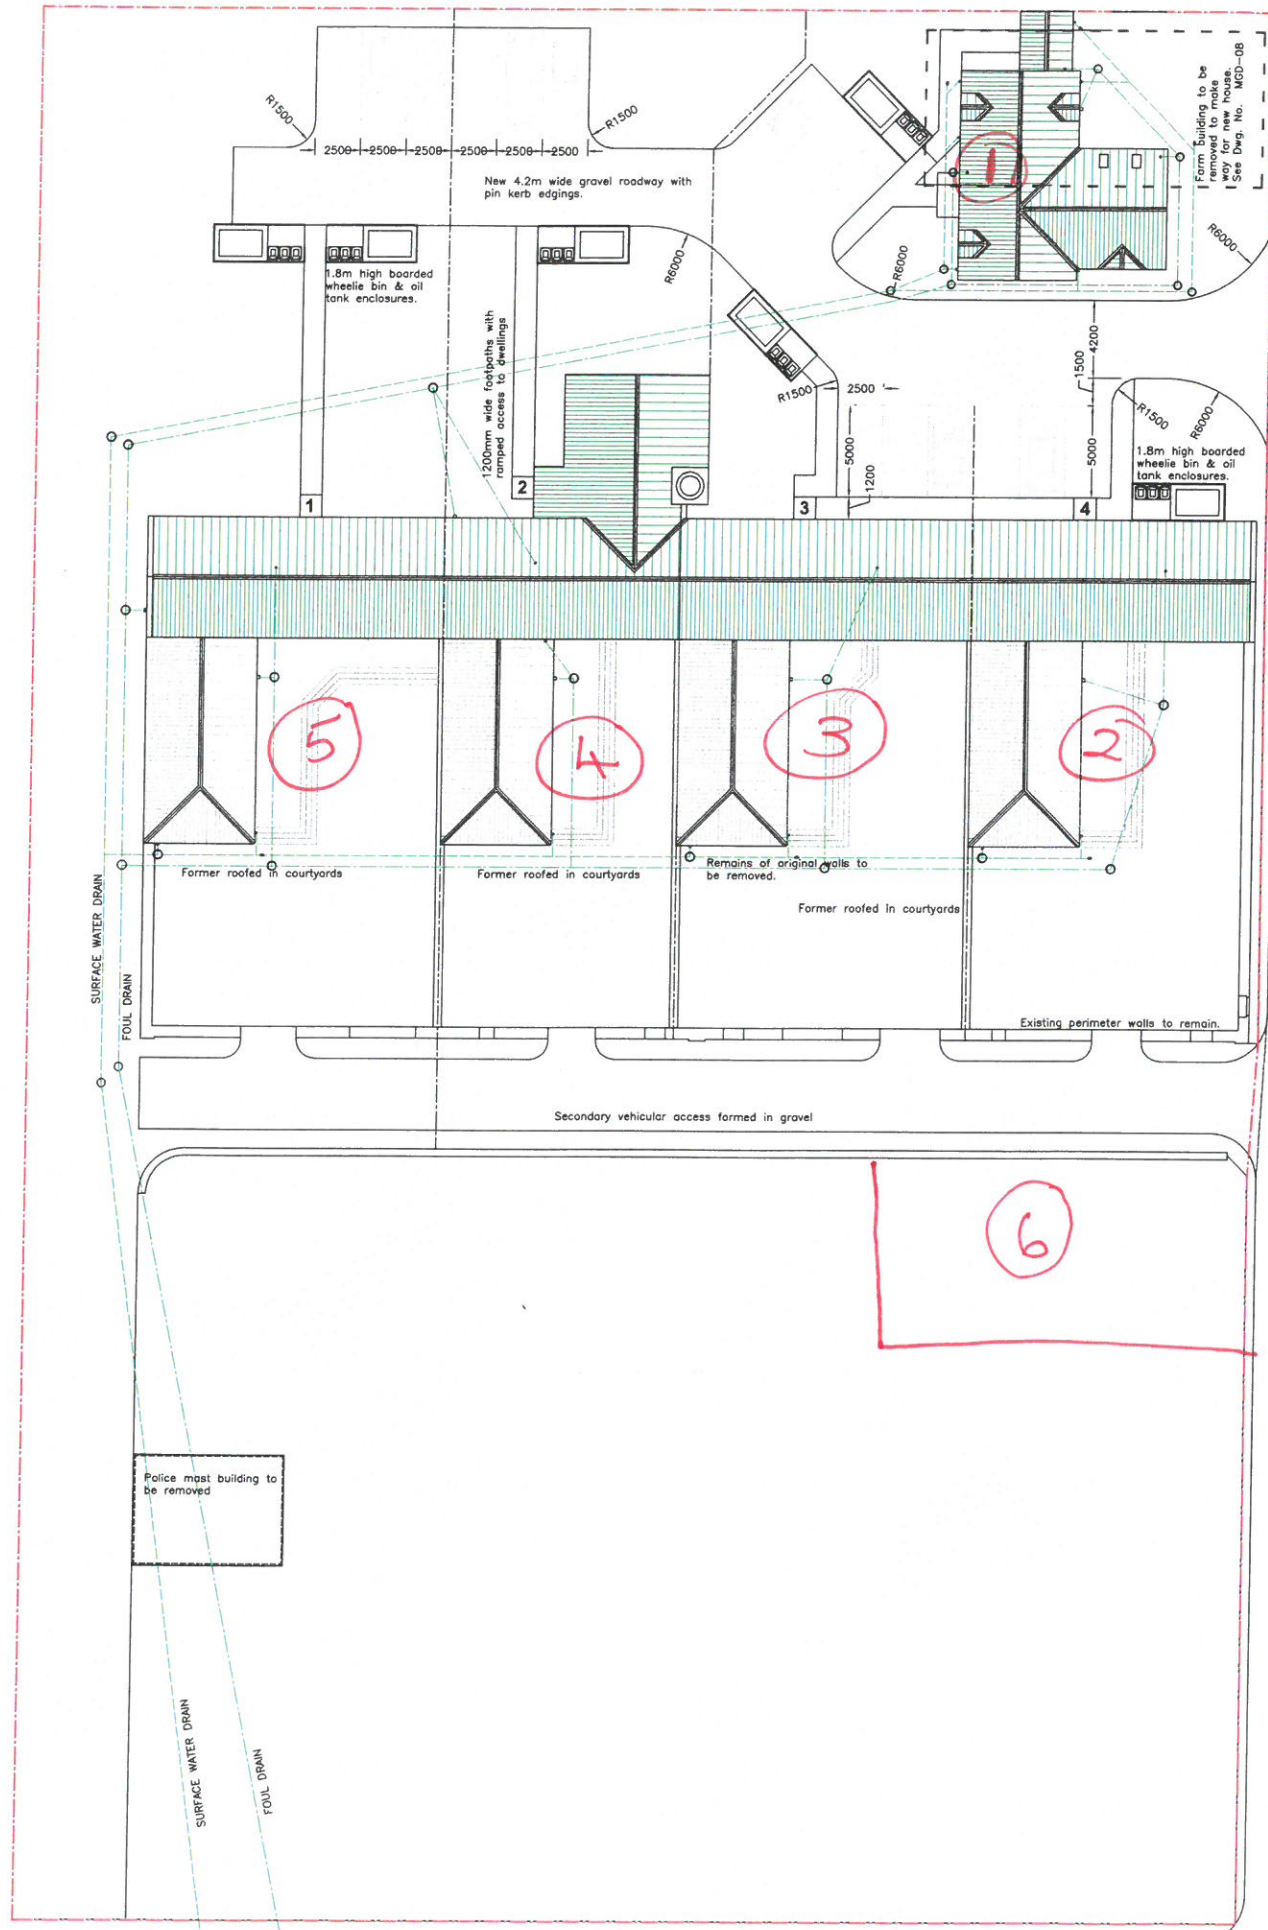 Farm building to be
removed to make
way for new house.
See Dwg. No. MGD-08
R1500
R1500
2500
2500
2500
2500
2500
2500
1
New 4.2m wide gravel roadway with
pin kerb edgings.
R6000
R6000
R6000
1.8m high boarded
wheelie bin & oil
tank enclosures.
1200mm wide footpaths with
ramped access to dwellings
4200
1500
2500
R1500
R1500
R6000
5000
5000
1200
1.8m high boarded
wheelie bin & oil
tank enclosures.
1
2
3
4
5
4
3
2
Former roofed in courtyards
Former roofed in courtyards
Remains of original walls to
be removed.
Former roofed in courtyards
SURFACE WATER DRAIN
FOUL DRAIN
Existing perimeter walls to remain.
Secondary vehicular access formed in gravel
6
Police mast building to
be removed
SURFACE WATER DRAIN
FOUL DRAIN